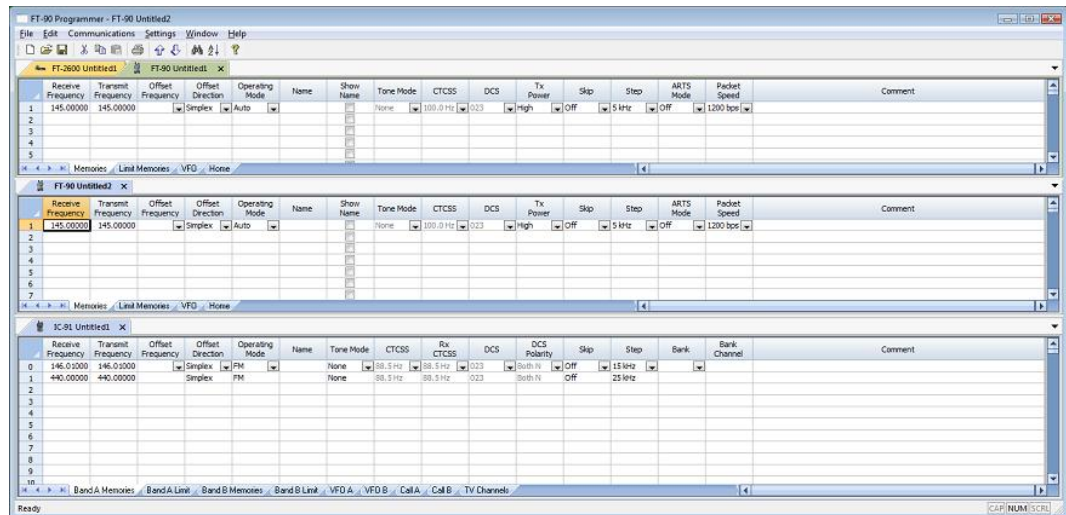 FT-90 Programmer - FT-90 Untitled2
File Edit Communications Settings Window Help
FT-2600 Untitled1 FT-90 Untitled1 x
Receive Frequency Transmit Frequency Offset Frequency Offset Direction Operating Mode Name Show Name Tone Mode CTCSS DCS Tx Power Skip Step ARTS Mode Packet Speed Comment
1 145.00000 145.00000 Simplex Auto None 100.0 Hz 023 High Off 5 kHz Off 1200 bps
2
3
4
5
Memories Limit Memories VFO Home
FT-90 Untitled2 x
Receive Frequency Transmit Frequency Offset Frequency Offset Direction Operating Mode Name Show Name Tone Mode CTCSS DCS Tx Power Skip Step ARTS Mode Packet Speed Comment
1 145.00000 145.00000 Simplex Auto None 100.0 Hz 023 High Off 5 kHz Off 1200 bps
2
3
4
5
6
7
Memories Limit Memories VFO Home
IC-91 Untitled1 x
Receive Frequency Transmit Frequency Offset Frequency Offset Direction Operating Mode Name Tone Mode CTCSS Rx CTCSS DCS DCS Polarity Skip Step Bank Bank Channel Comment
0 146.01000 146.01000 Simplex FM None 88.5 Hz 88.5 Hz 023 Both N Off 15 kHz
1 440.00000 440.00000 Simplex FM None 88.5 Hz 88.5 Hz 023 Both N Off 25 kHz
2
3
4
5
6
7
8
9
10
Band A Memories Band A Limit Band B Memories Band B Limit VFO A VFO B Call A Call B TV Channels
Ready CAP NUM SCRL